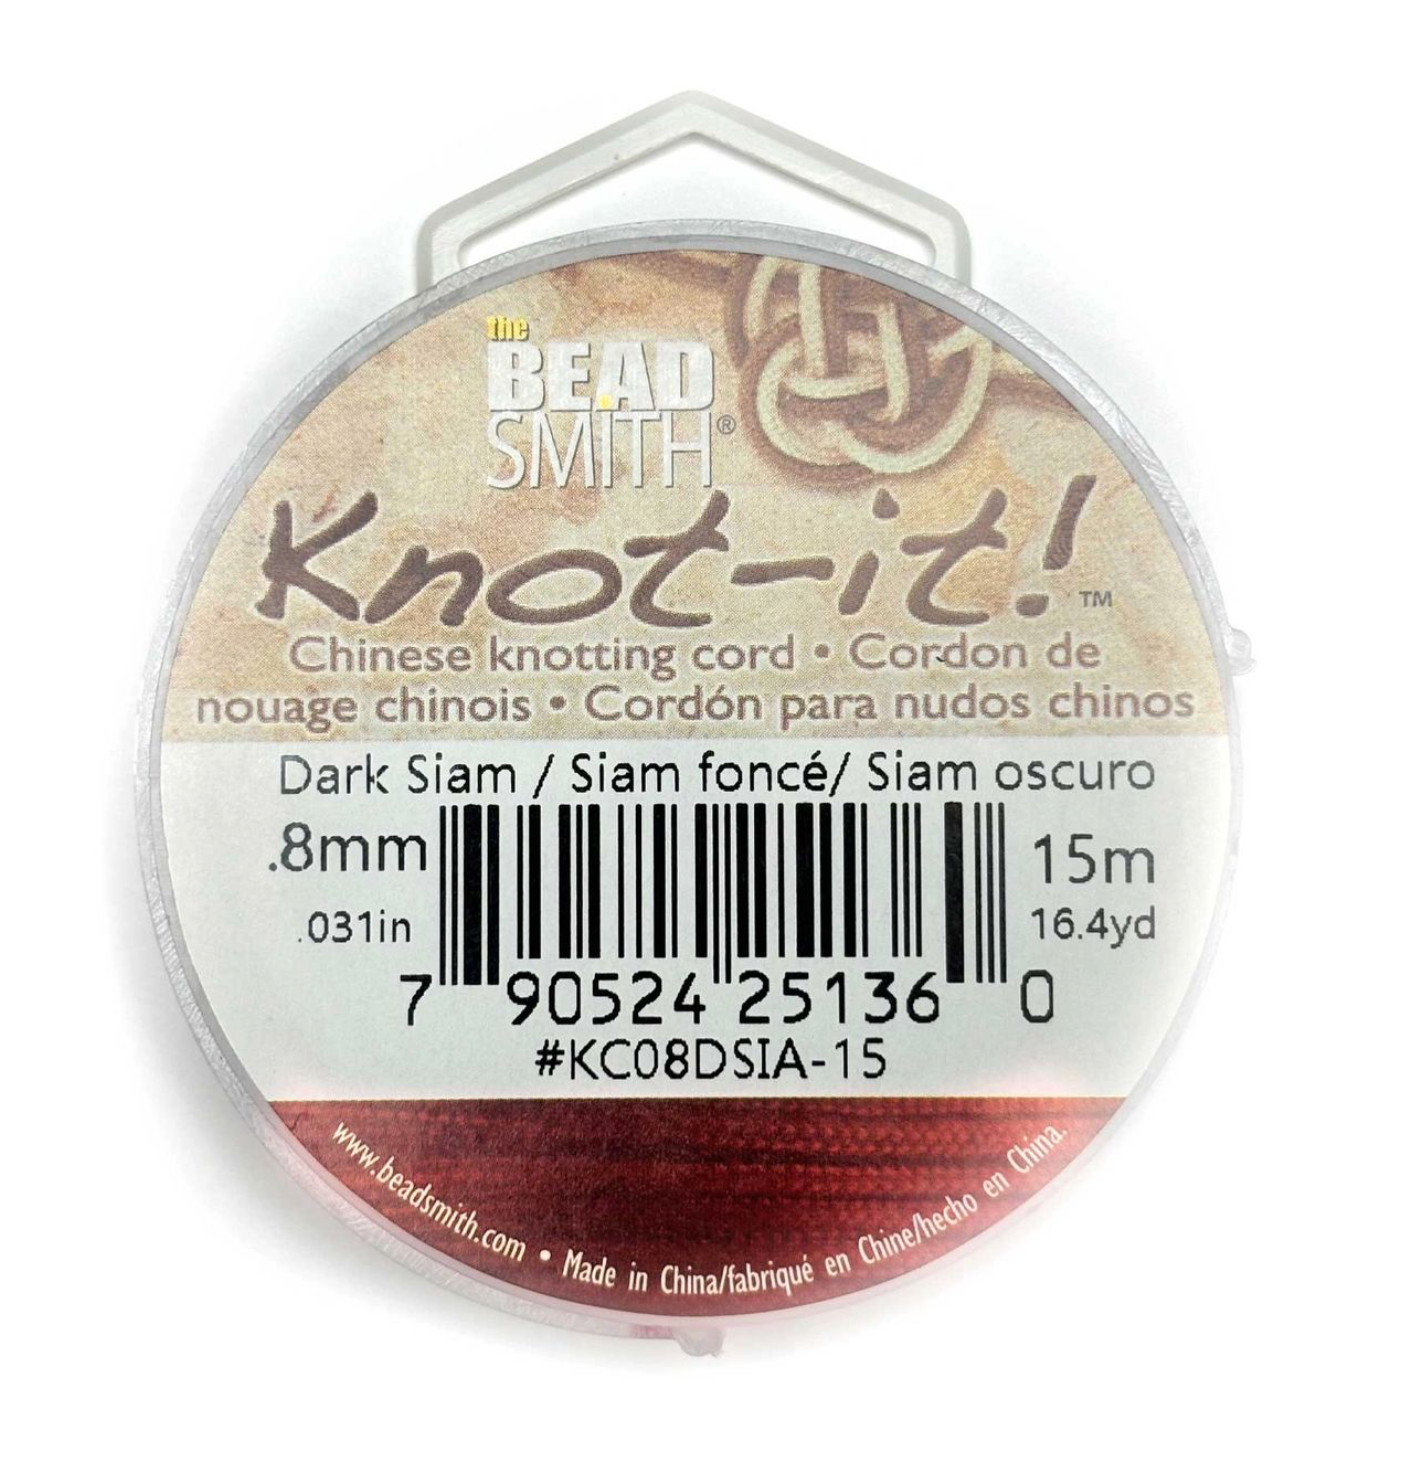 the
BEAD
SMITH®
Knot-it!™
Chinese knotting cord • Cordon de
nouage chinois • Cordón para nudos chinos
Dark Siam / Siam foncé/ Siam oscuro
.8mm
.031in
15m
16.4yd
7 90524 25136 0
#KC08DSIA-15
www.beadsmith.com • Made in China/fabriqué en Chine/hecho en China.